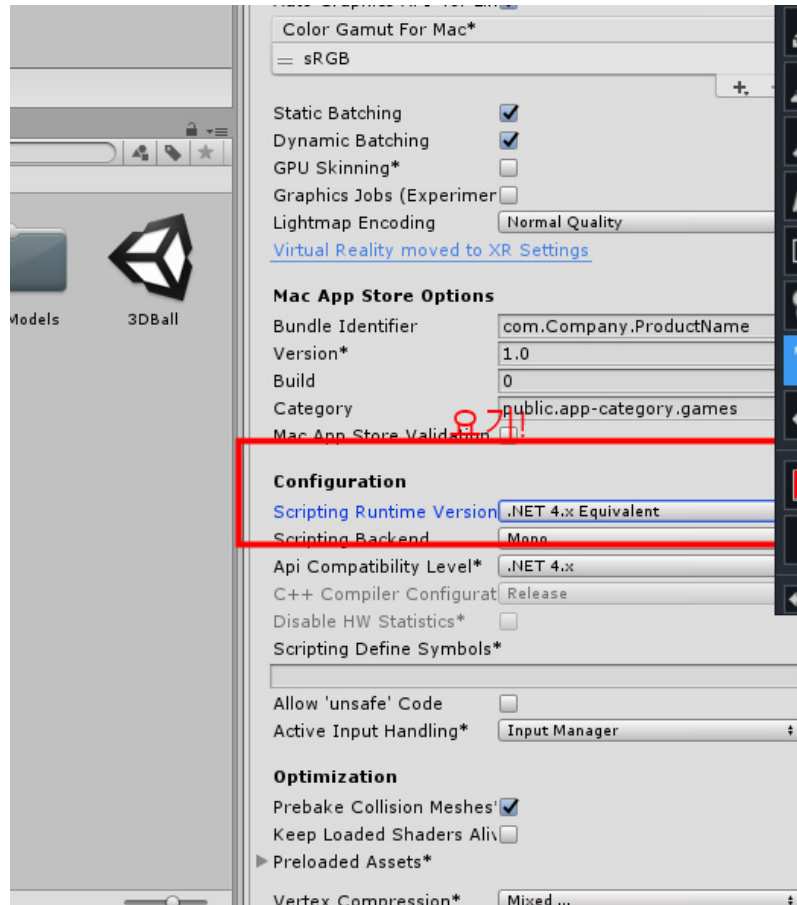 Color Gamut For Mac*
= sRGB
Static Batching
Dynamic Batching
GPU Skinning*
Graphics Jobs (Experimer
Lightmap Encoding Normal Quality
Virtual Reality moved to XR Settings
Models 3DBall
Mac App Store Options
Bundle Identifier com.Company.ProductName
Version* 1.0
Build 0
Category public.app-category.games
요기!
Mac App Store Validation
Configuration
Scripting Runtime Version .NET 4.x Equivalent
Scripting Backend Mono
Api Compatibility Level* .NET 4.x
C++ Compiler Configurat Release
Disable HW Statistics*
Scripting Define Symbols*
Allow 'unsafe' Code
Active Input Handling* Input Manager
Optimization
Prebake Collision Meshes*
Keep Loaded Shaders Aliv
Preloaded Assets*
Vertex Compression* Mixed ...